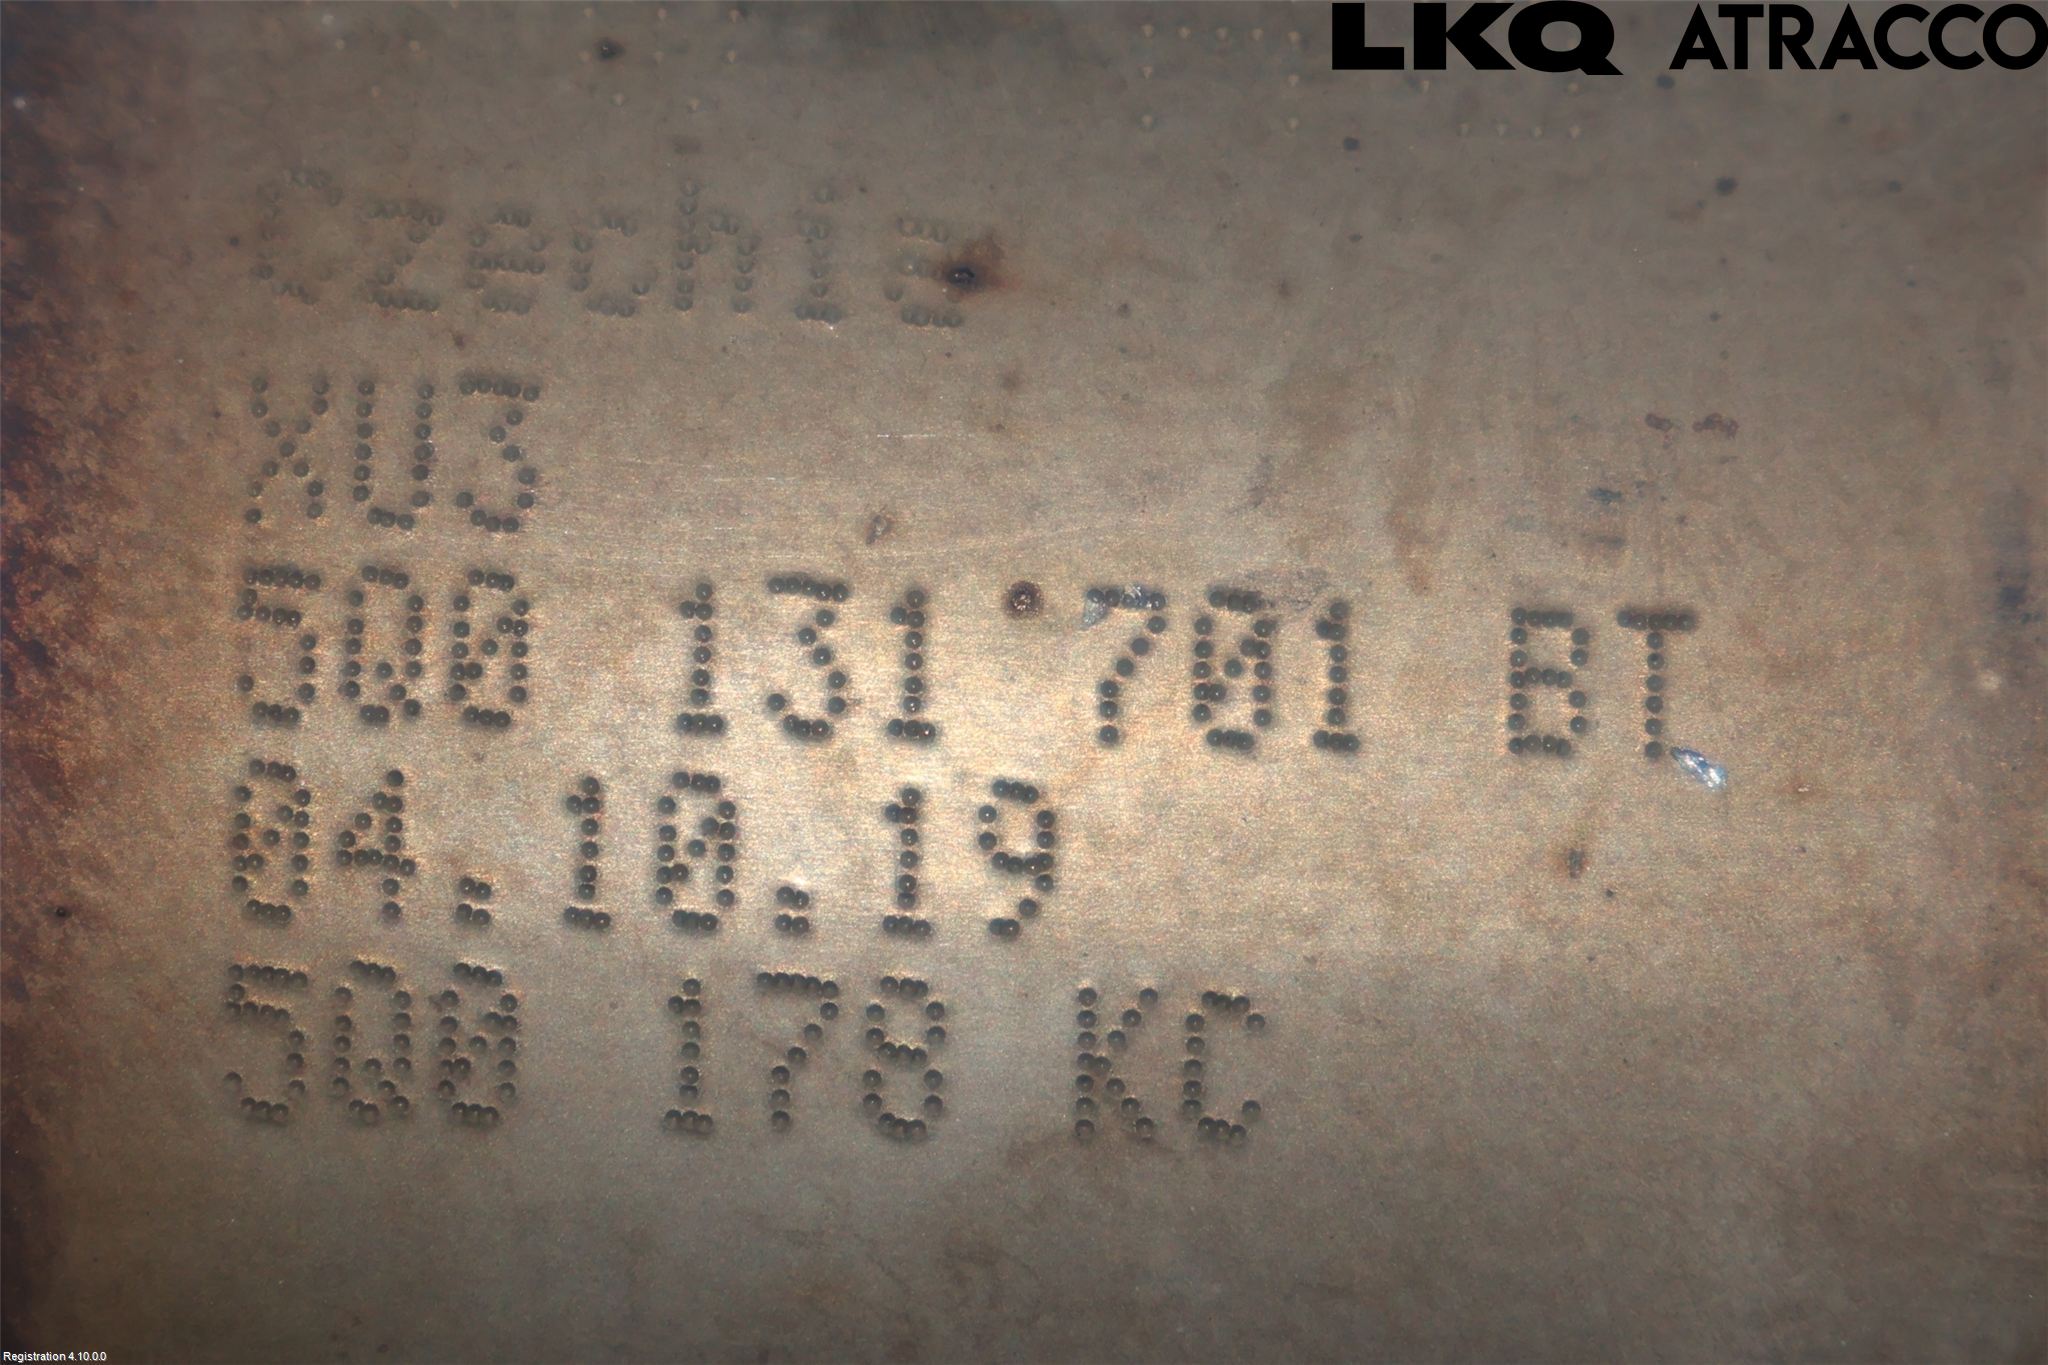 LKQ ATRACCO
Czechia
XU3
5Q0 131 701 BT
04.10.19
5Q0 178 KC
Registration 4.10.0.0